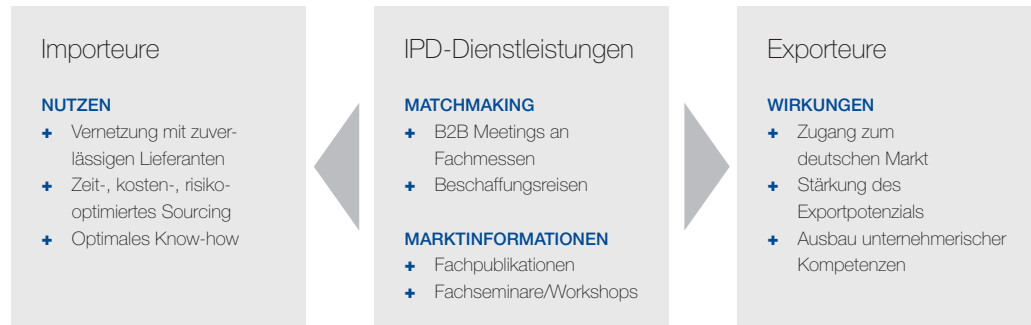 Importeure
NUTZEN
+ Vernetzung mit zuver-
lässigen Lieferanten
+ Zeit-, kosten-, risiko-
optimiertes Sourcing
+ Optimales Know-how
IPD-Dienstleistungen
MATCHMAKING
+ B2B Meetings an
Fachmessen
+ Beschaffungsreisen
MARKTINFORMATIONEN
+ Fachpublikationen
+ Fachseminare/Workshops
Exporteure
WIRKUNGEN
+ Zugang zum
deutschen Markt
+ Stärkung des
Exportpotenzials
+ Ausbau unternehmerischer
Kompetenzen